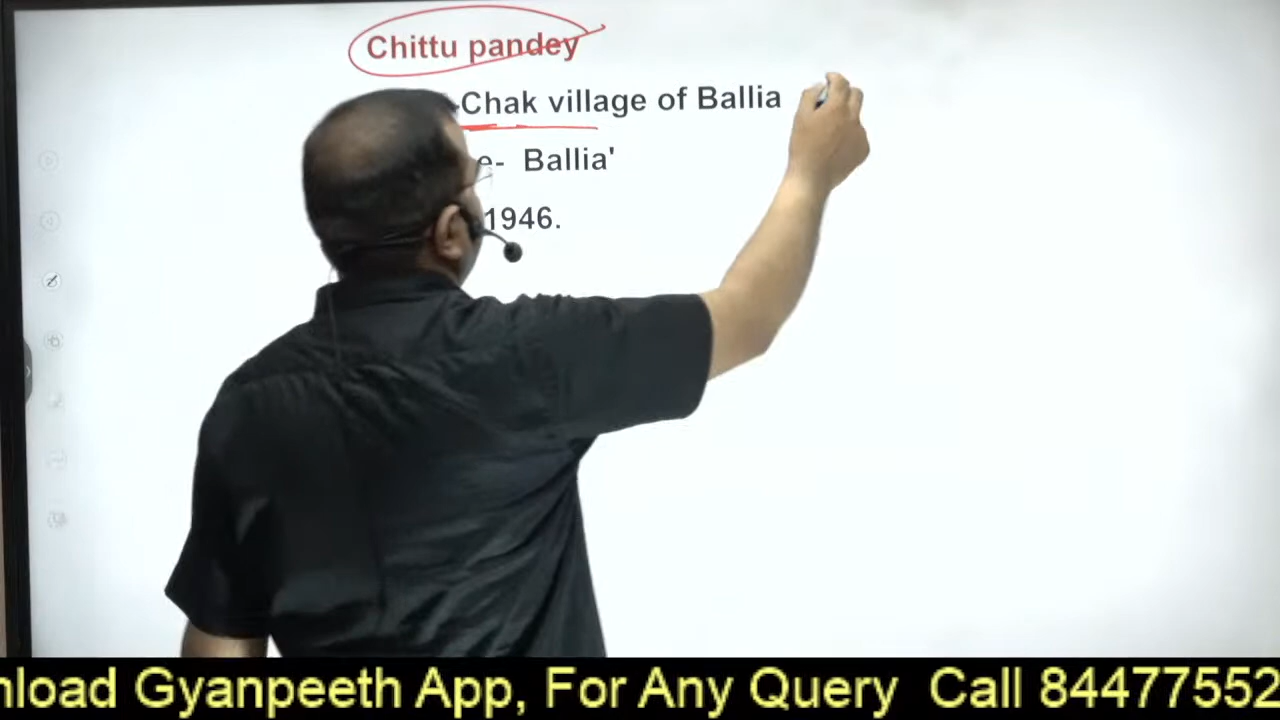 Chittu pandey
Chak village of Ballia
e- Ballia'
1946.
nload Gyanpeeth App, For Any Query Call 84477552